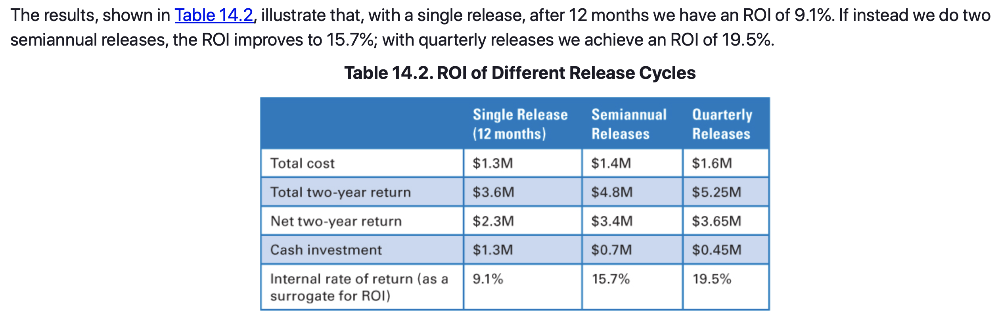 The results, shown in Table 14.2, illustrate that, with a single release, after 12 months we have an ROI of 9.1%. If instead we do two
semiannual releases, the ROI improves to 15.7%; with quarterly releases we achieve an ROI of 19.5%.
Table 14.2. ROI of Different Release Cycles
Single Release Semiannual Quarterly
(12 months) Releases Releases
Total cost $1.3M $1.4M $1.6M
Total two-year return $3.6M $4.8M $5.25M
Net two-year return $2.3M $3.4M $3.65M
Cash investment $1.3M $0.7M $0.45M
Internal rate of return (as a 9.1% 15.7% 19.5%
surrogate for ROI)